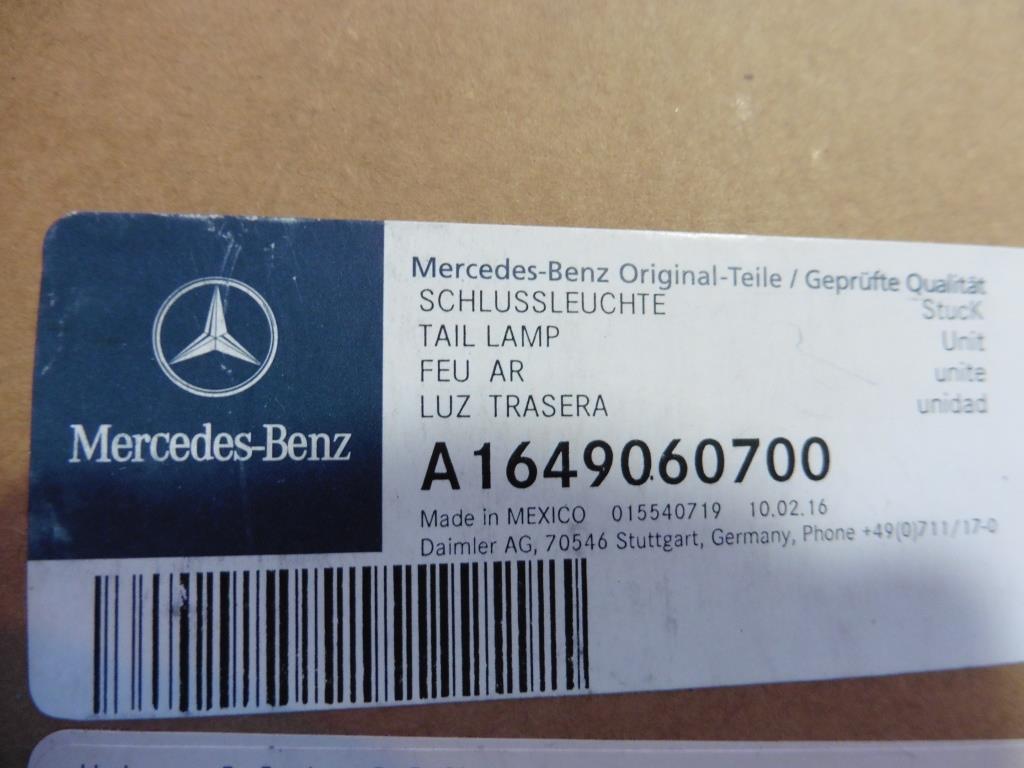 Mercedes-Benz
Mercedes-Benz Original-Teile / Geprüfte Qualität
SCHLUSSLEUCHTE StucK
TAIL LAMP Unit
FEU AR unite
LUZ TRASERA unidad
A1649060700
Made in MEXICO 015540719 10.02.16
Daimler AG, 70546 Stuttgart, Germany, Phone +49(0)711/17-0